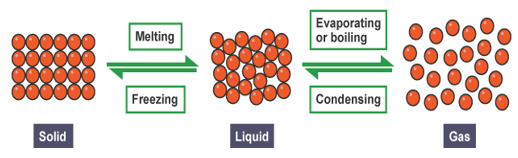 Melting
Evaporating
or boiling
Freezing
Condensing
Solid
Liquid
Gas